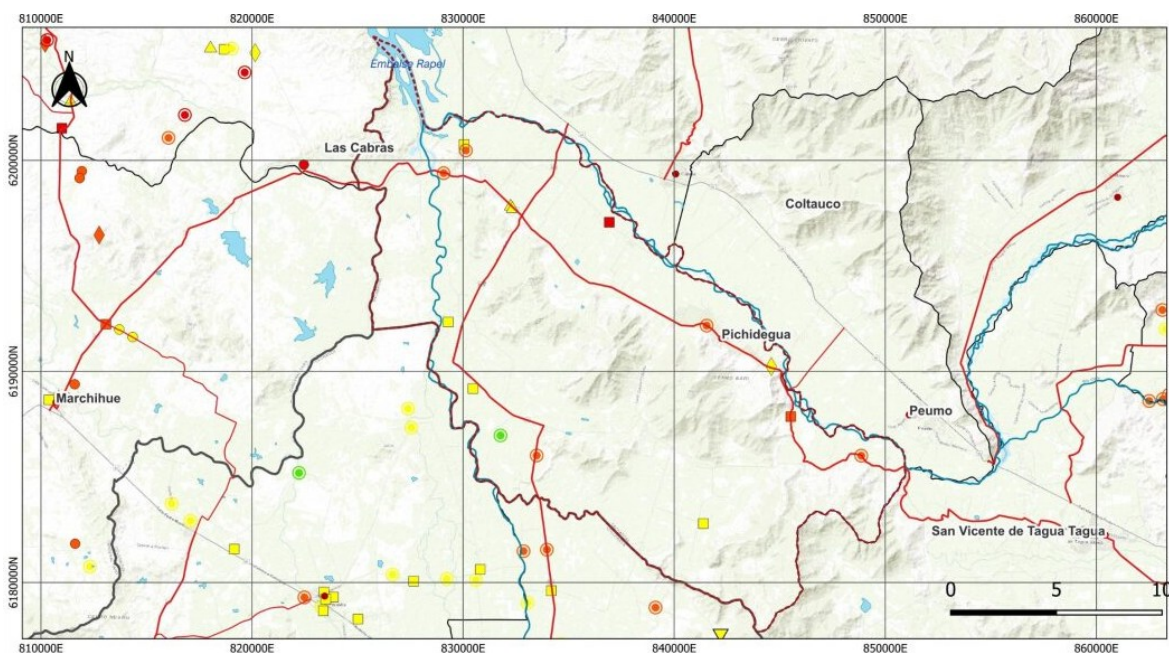 810000E 820000E 830000E 840000E 850000E 860000E
N
Embalse Rapel
6200000N
Las Cabras
Coltauco
Pichidegua
6190000N
Marchihue
Peumo
San Vicente de Tagua Tagua
6180000N
0 5 10
810000E 820000E 830000E 840000E 850000E 860000E